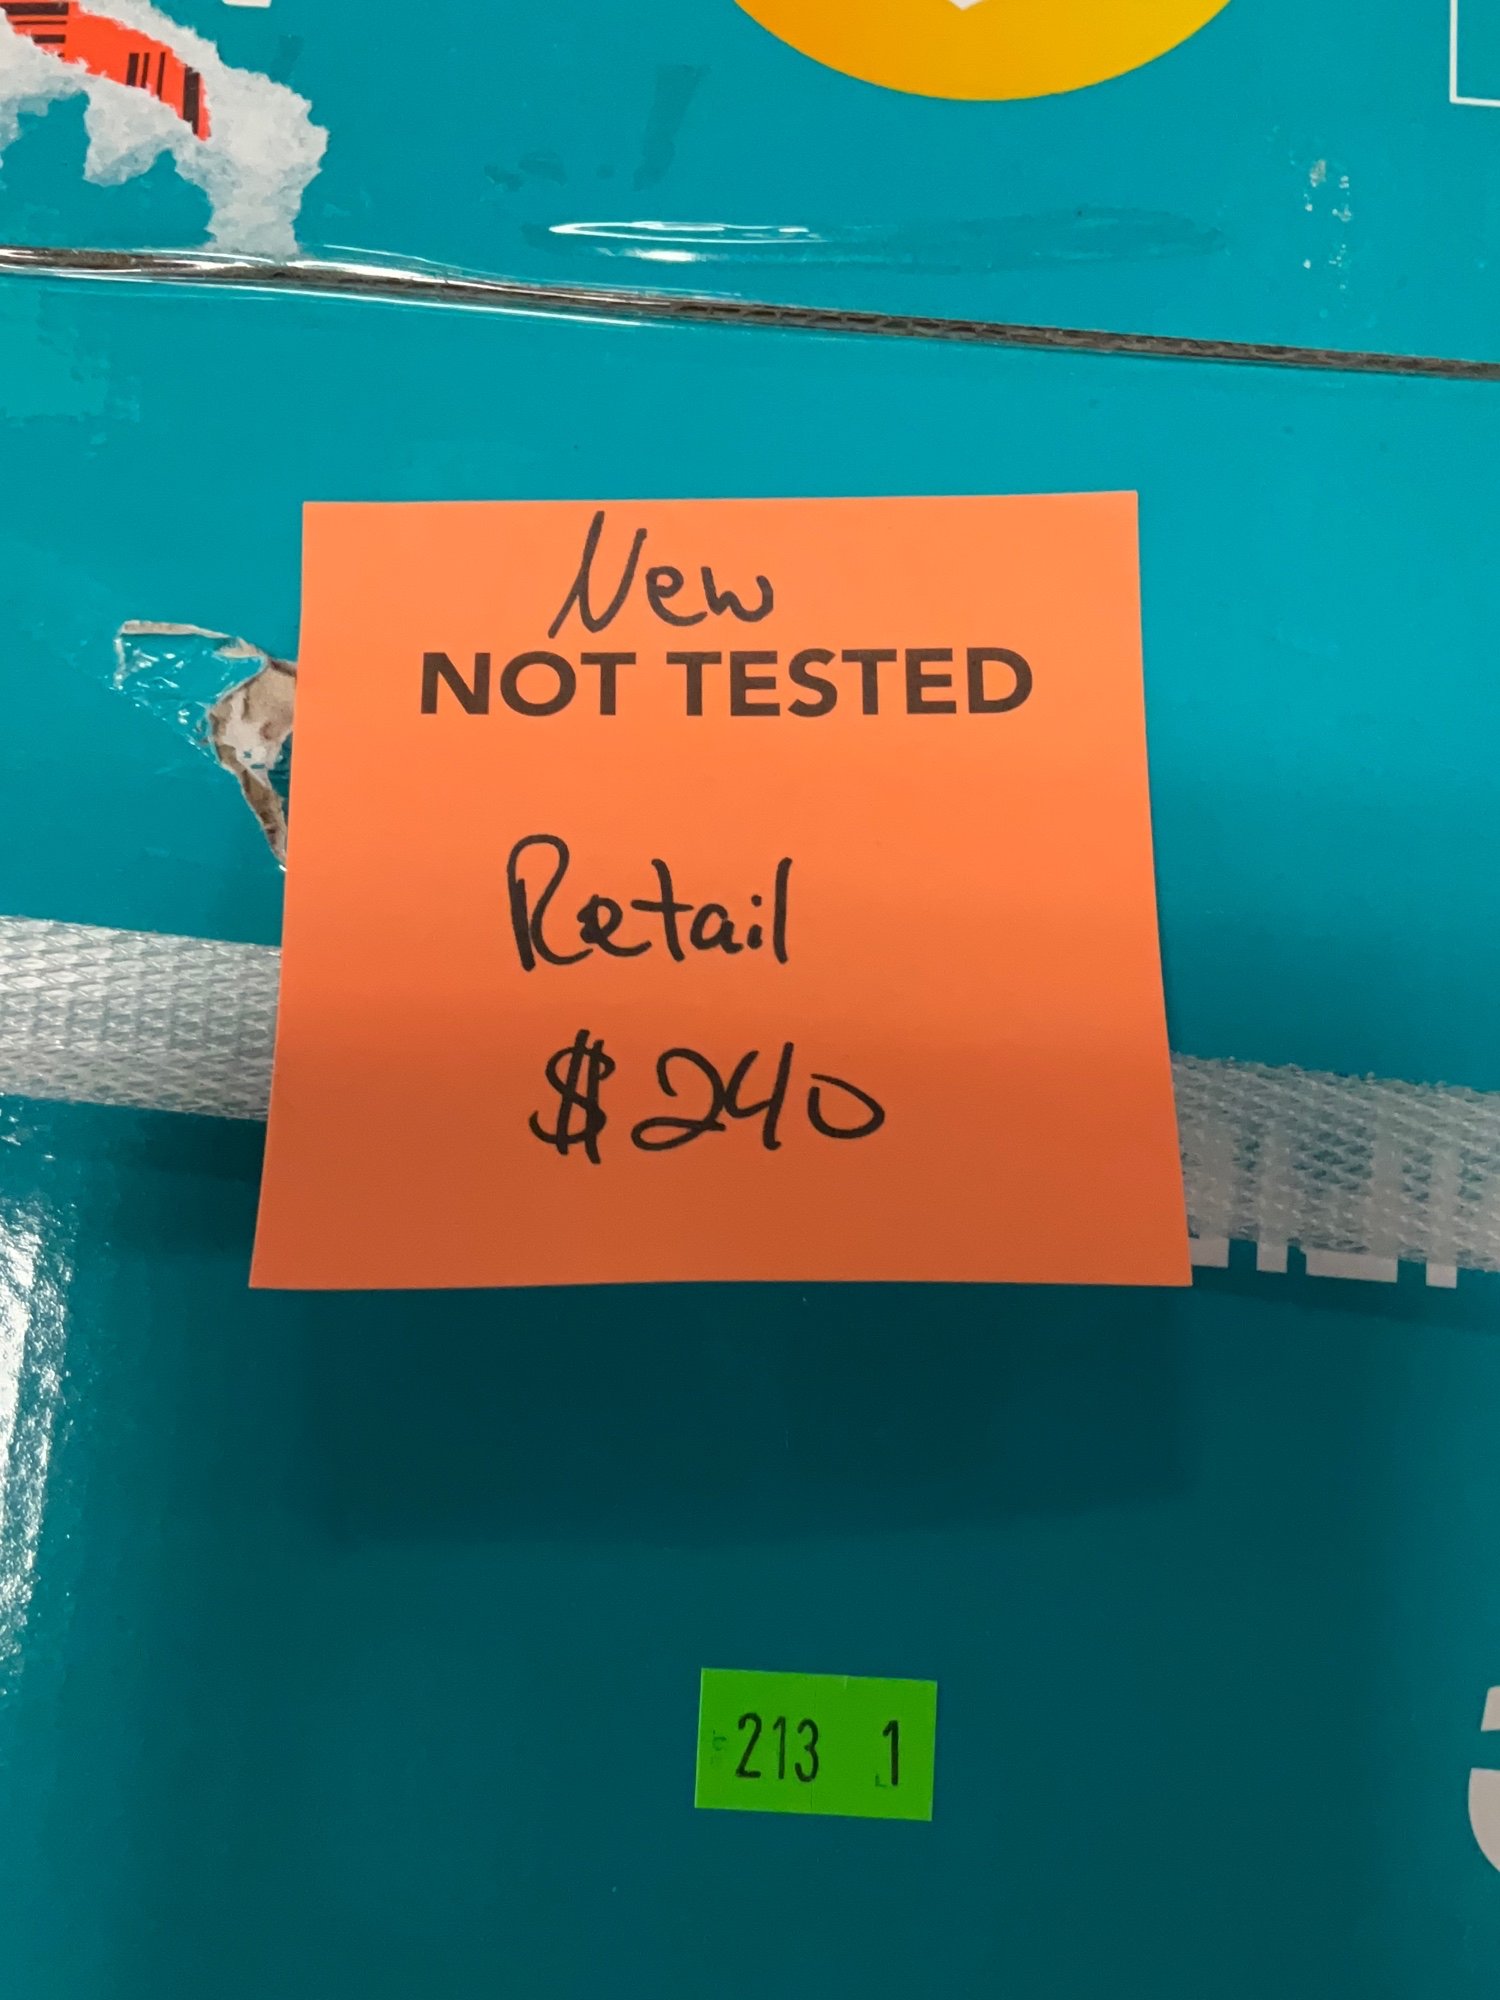 New
NOT TESTED
Retail
$240
213 1